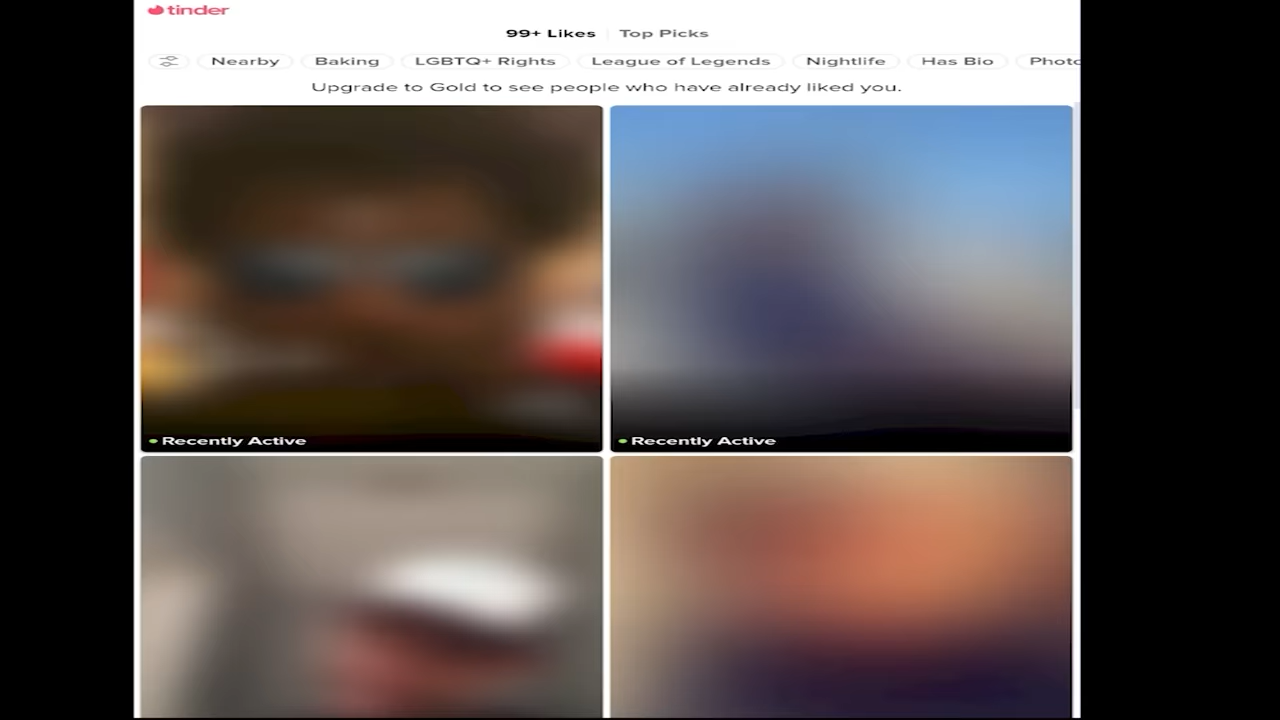 tinder
99+ Likes Top Picks
Nearby Baking LGBTQ+ Rights League of Legends Nightlife Has Bio Photo
Upgrade to Gold to see people who have already liked you.
Recently Active Recently Active